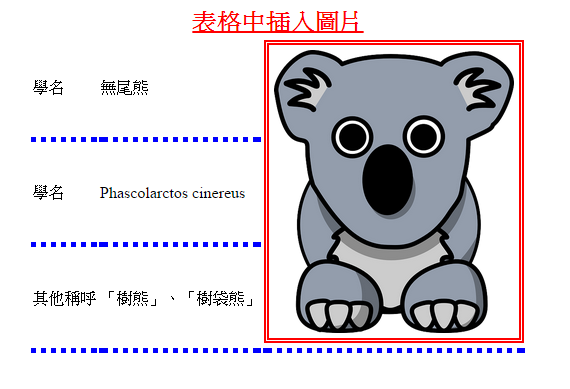 表格中插入圖片
學名 無尾熊
學名 Phascolarctos cinereus
其他稱呼 「樹熊」、「樹袋熊」